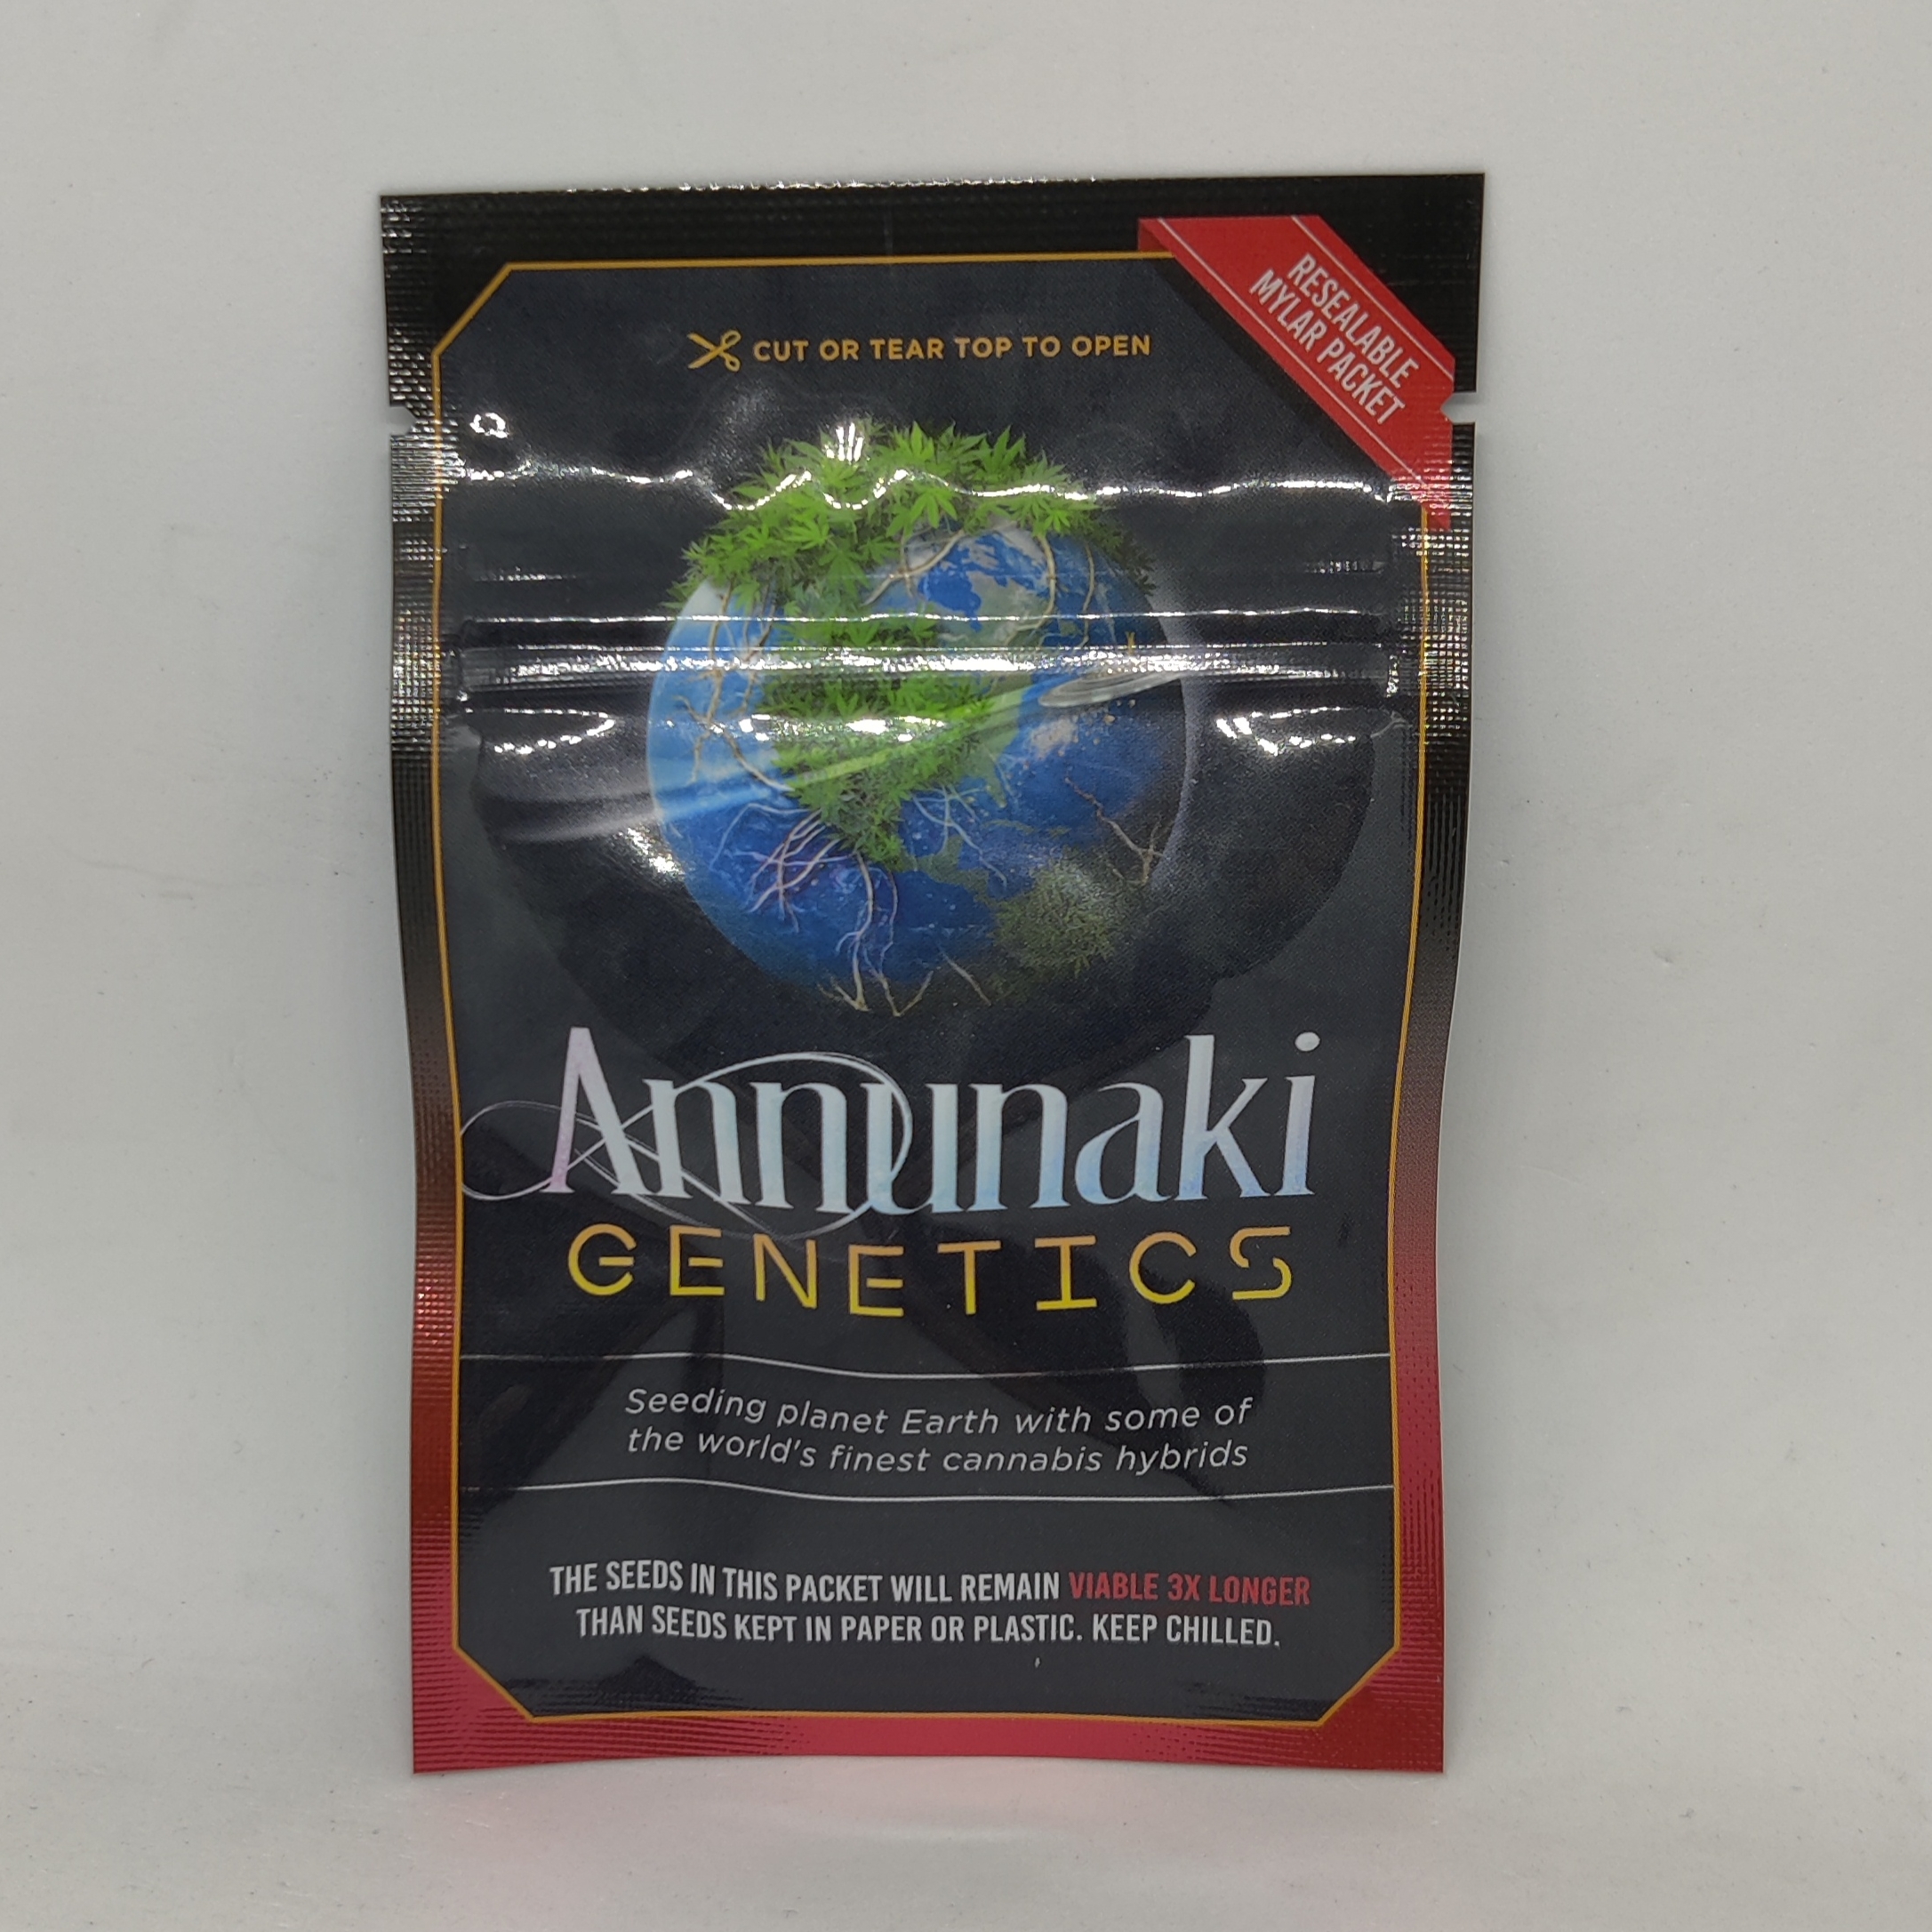 RESEALABLE
MYLAR PACKET
CUT OR TEAR TOP TO OPEN
Annunaki
GENETICS
Seeding planet Earth with some of
the world's finest cannabis hybrids
THE SEEDS IN THIS PACKET WILL REMAIN VIABLE 3X LONGER
THAN SEEDS KEPT IN PAPER OR PLASTIC. KEEP CHILLED.